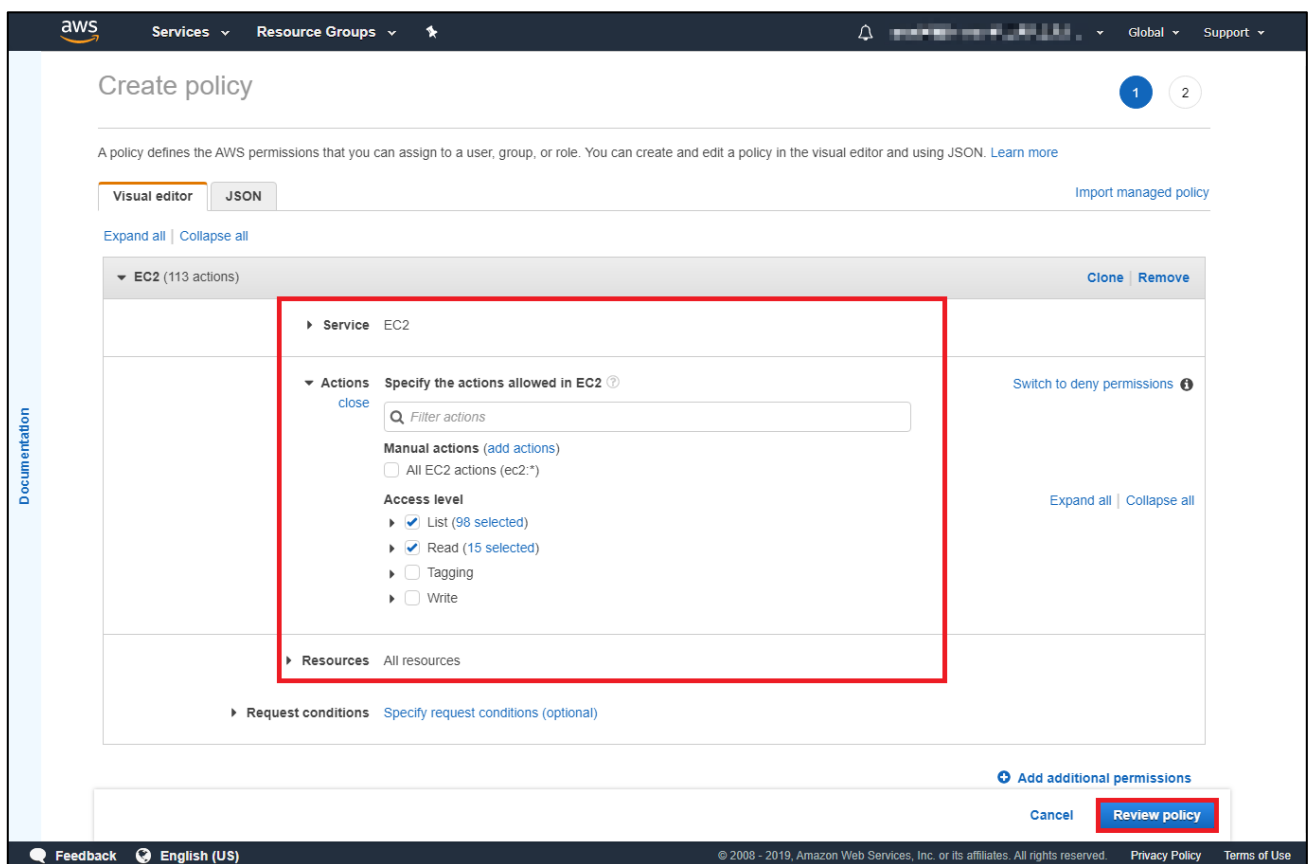 aws Services Resource Groups Global Support
Create policy 1 2
A policy defines the AWS permissions that you can assign to a user, group, or role. You can create and edit a policy in the visual editor and using JSON. Learn more
Visual editor JSON Import managed policy
Expand all Collapse all
EC2 (113 actions) Clone Remove
Service EC2
Actions Specify the actions allowed in EC2 ? Switch to deny permissions i
close
Filter actions
Manual actions (add actions)
All EC2 actions (ec2:*)
Access level Expand all Collapse all
List (98 selected)
Read (15 selected)
Tagging
Write
Documentation
Resources All resources
Request conditions Specify request conditions (optional)
Add additional permissions
Cancel Review policy
Feedback English (US) © 2008 - 2019, Amazon Web Services, Inc. or its affiliates. All rights reserved. Privacy Policy Terms of Use